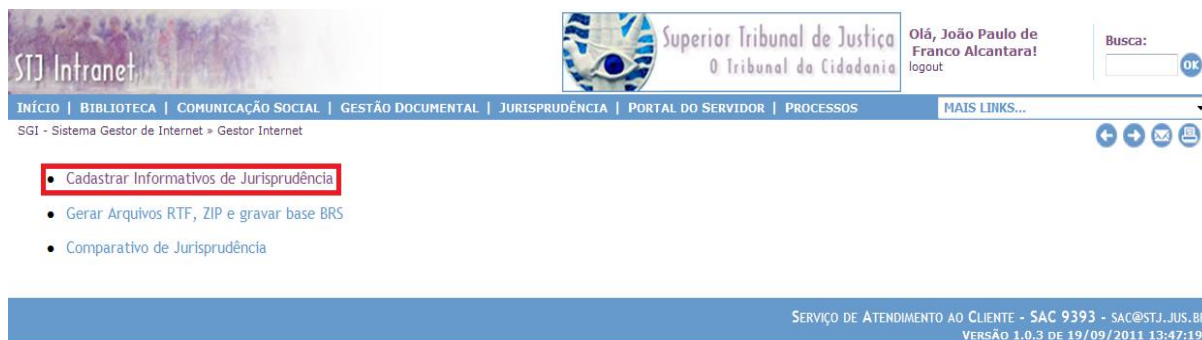 STJ Intranet
Superior Tribunal de Justiça
O Tribunal da Cidadania
Olá, João Paulo de
Franco Alcantara!
logout
Busca:
OK
INÍCIO | BIBLIOTECA | COMUNICAÇÃO SOCIAL | GESTÃO DOCUMENTAL | JURISPRUDÊNCIA | PORTAL DO SERVIDOR | PROCESSOS
MAIS LINKS...
SGI - Sistema Gestor de Internet » Gestor Internet
• Cadastrar Informativos de Jurisprudência
• Gerar Arquivos RTF, ZIP e gravar base BRS
• Comparativo de Jurisprudência
SERVIÇO DE ATENDIMENTO AO CLIENTE - SAC 9393 - SAC@STJ.JUS.B
VERSÃO 1.0.3 DE 19/09/2011 13:47:19